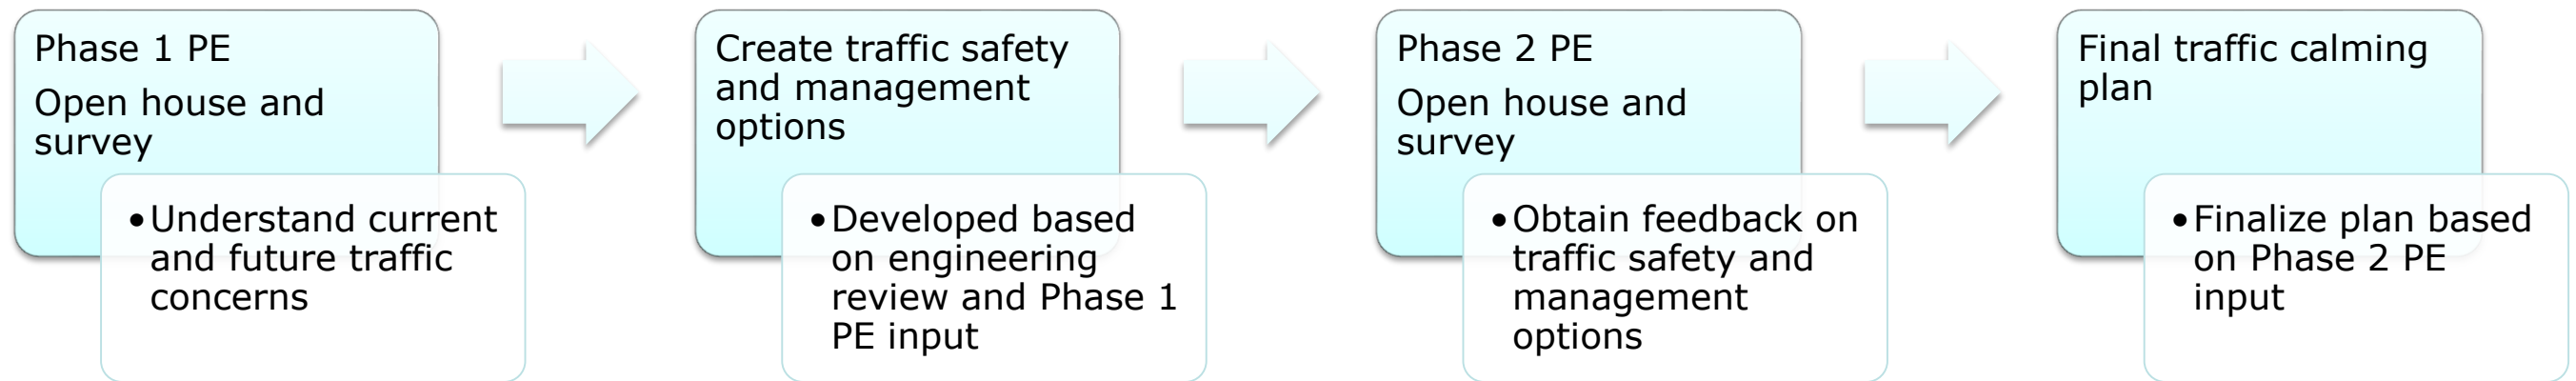 Phase 1 PE
Open house and
survey
•Understand current
and future traffic
concerns
Create traffic safety
and management
options
•Developed based
on engineering
review and Phase 1
PE input
Phase 2 PE
Open house and
survey
•Obtain feedback on
traffic safety and
management
options
Final traffic calming
plan
•Finalize plan based
on Phase 2 PE
input